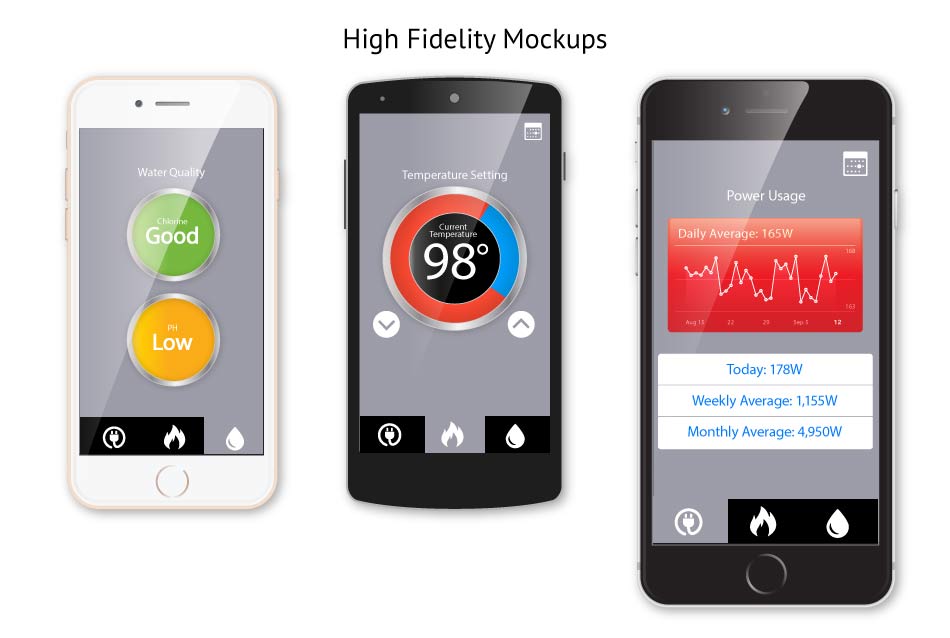 High Fidelity Mockups
Water Quality
Chlorine
Good
PH
Low
Temperature Setting
Current
Temperature
98°
Power Usage
Daily Average: 165W
168
163
Aug 15 22 29 Sep 5 12
Today: 178W
Weekly Average: 1,155W
Monthly Average: 4,950W